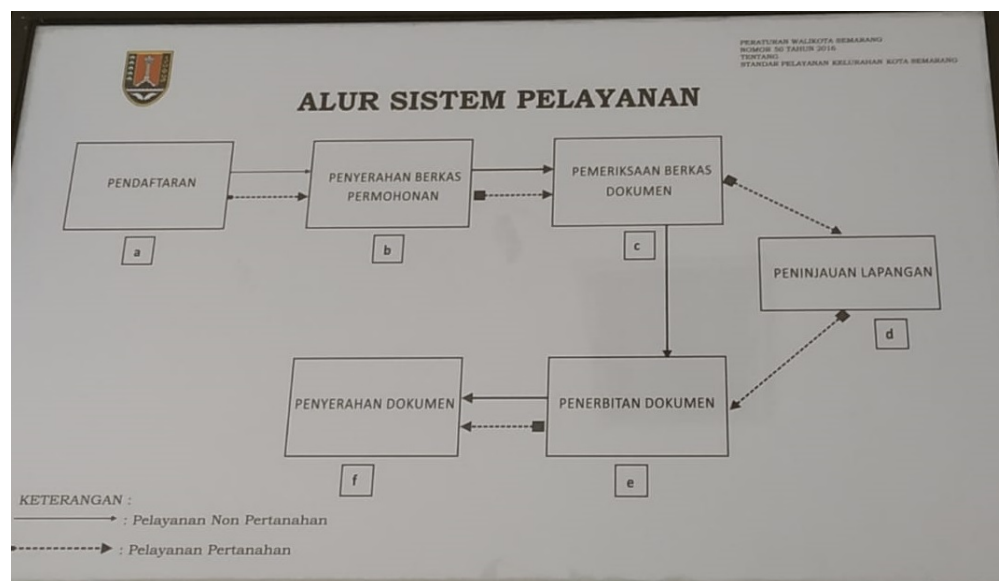 PERATURAN WALIKOTA SEMARANG
NOMOR 50 TAHUN 2016
TENTANG
STANDAR PELAYANAN KELURAHAN KOTA SEMARANG
ALUR SISTEM PELAYANAN
PENDAFTARAN
a
PENYERAHAN BERKAS
PERMOHONAN
b
PEMERIKSAAN BERKAS
DOKUMEN
c
PENINJAUAN LAPANGAN
d
PENERBITAN DOKUMEN
e
PENYERAHAN DOKUMEN
f
KETERANGAN :
: Pelayanan Non Pertanahan
: Pelayanan Pertanahan